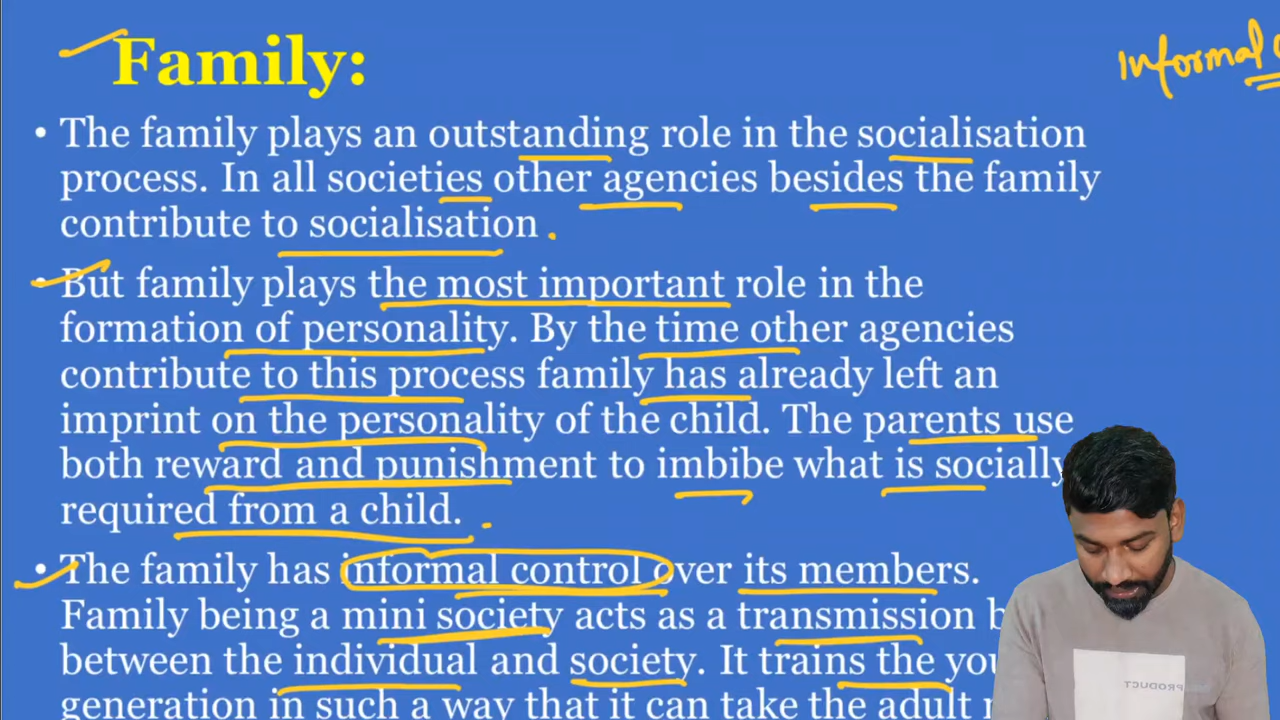 Family:
informal
• The family plays an outstanding role in the socialisation
process. In all societies other agencies besides the family
contribute to socialisation .
• But family plays the most important role in the
formation of personality. By the time other agencies
contribute to this process family has already left an
imprint on the personality of the child. The parents use
both reward and punishment to imbibe what is socially
required from a child.
• The family has informal control over its members.
Family being a mini society acts as a transmission
between the individual and society. It trains the
generation in such a way that it can take the adult
PRODUCT